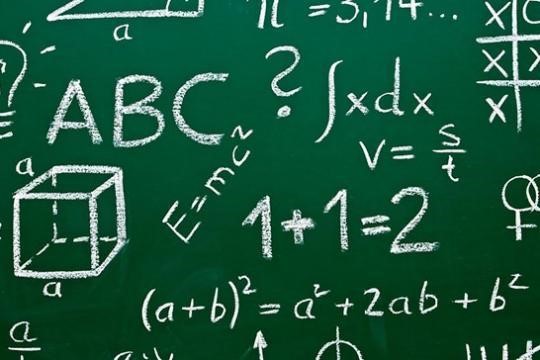 a
π = 3,14...
X
X X
X
ABC
?
∫xdx
v = s/t
E=mc²
a
1+1=2
a
(a+b)² = a² + 2ab + b²
a